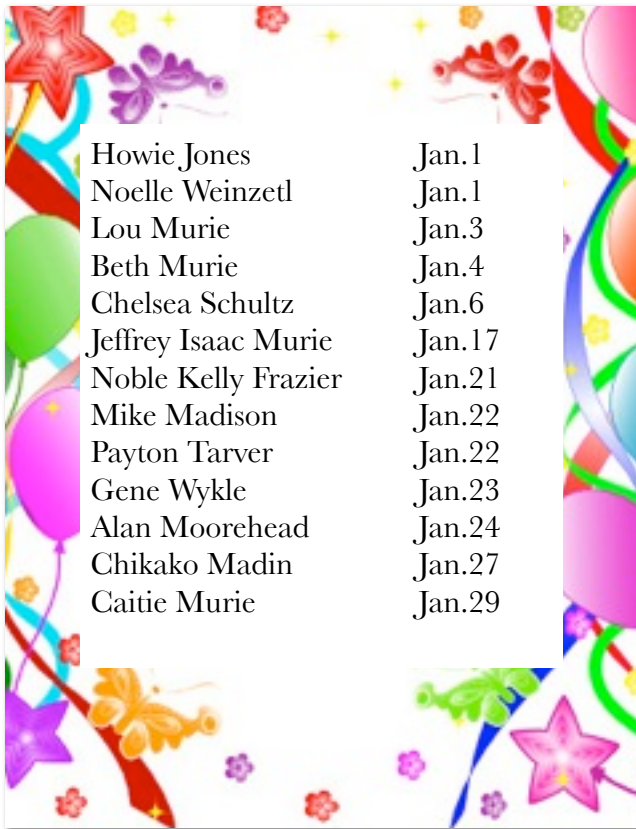 Howie Jones Jan.1
Noelle Weinzetl Jan.1
Lou Murie Jan.3
Beth Murie Jan.4
Chelsea Schultz Jan.6
Jeffrey Isaac Murie Jan.17
Noble Kelly Frazier Jan.21
Mike Madison Jan.22
Payton Tarver Jan.22
Gene Wykle Jan.23
Alan Moorehead Jan.24
Chikako Madin Jan.27
Caitie Murie Jan.29